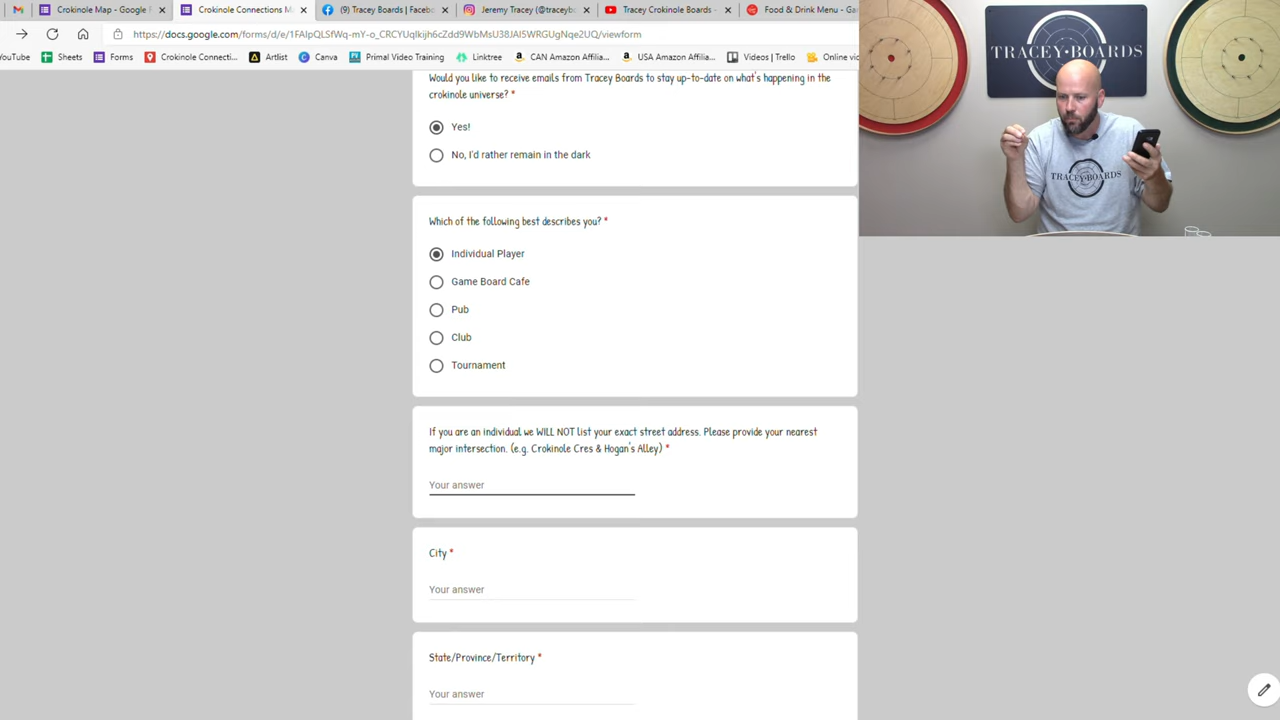 Crokinole Map - Google F
Crokinole Connections M
(9) Tracey Boards | Facebo
Jeremy Tracey (@traceybo
Tracey Crokinole Boards -
Food & Drink Menu - Ga
https://docs.google.com/forms/d/e/
/viewform
YouTube
Sheets
Forms
Crokinole Connecti...
Artlist
Canva
Primal Video Training
Linktree
CAN Amazon Affilia...
USA Amazon Affilia...
Videos | Trello
Online vid
Would you like to receive emails from Tracey Boards to stay up-to-date on what's happening in the
crokinole universe? *
Yes!
No, I'd rather remain in the dark
Which of the following best describes you? *
Individual Player
Game Board Cafe
Pub
Club
Tournament
If you are an individual we WILL NOT list your exact street address. Please provide your nearest
major intersection. (e.g. Crokinole Cres & Hogan's Alley) *
Your answer
City *
Your answer
State/Province/Territory *
Your answer
TRACEY BOARDS
TRACEY BOARDS